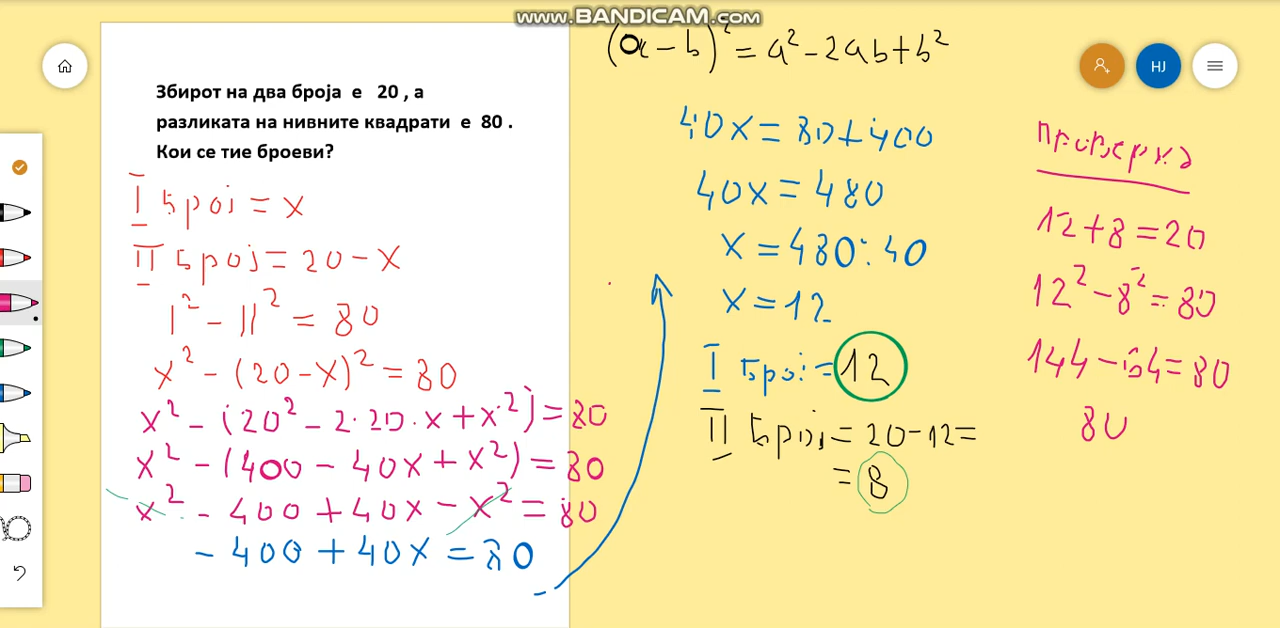 www.BANDICAM.com
HJ
Збирот на два броја е 20 , а
разликата на нивните квадрати е 80 .
Кои се тие броеви?
I број = x
II број = 20 - x
I² - II² = 80
x² - (20 - x)² = 80
x² - (20² - 2·20·x + x²) = 80
x² - (400 - 40x + x²) = 80
x² - 400 + 40x - x² = 80
- 400 + 40x = 80
(a - b)² = a² - 2ab + b²
40x = 80 + 400
40x = 480
x = 480 : 40
x = 12
I број = 12
II број = 20 - 12 =
= 8
Проверка
12 + 8 = 20
12² - 8² = 80
144 - 64 = 80
80